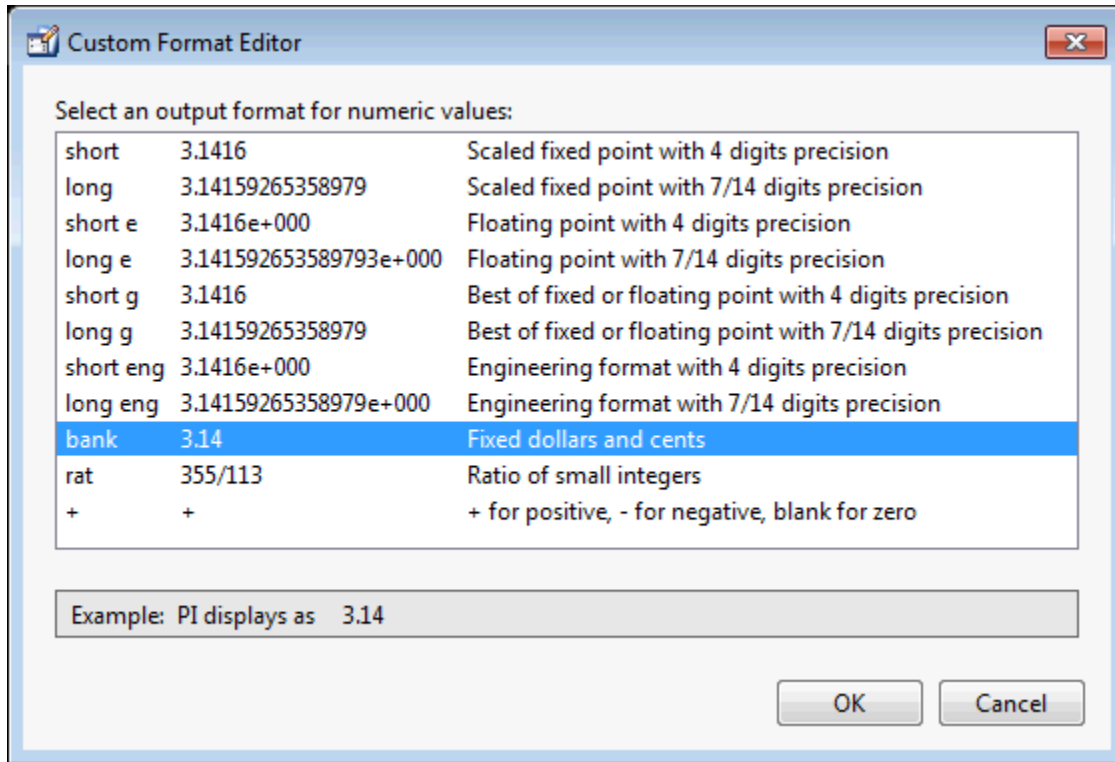 Custom Format Editor
Select an output format for numeric values:
short 3.1416 Scaled fixed point with 4 digits precision
long 3.14159265358979 Scaled fixed point with 7/14 digits precision
short e 3.1416e+000 Floating point with 4 digits precision
long e 3.141592653589793e+000 Floating point with 7/14 digits precision
short g 3.1416 Best of fixed or floating point with 4 digits precision
long g 3.14159265358979 Best of fixed or floating point with 7/14 digits precision
short eng 3.1416e+000 Engineering format with 4 digits precision
long eng 3.14159265358979e+000 Engineering format with 7/14 digits precision
bank 3.14 Fixed dollars and cents
rat 355/113 Ratio of small integers
+ + + for positive, - for negative, blank for zero
Example: PI displays as 3.14
OK Cancel